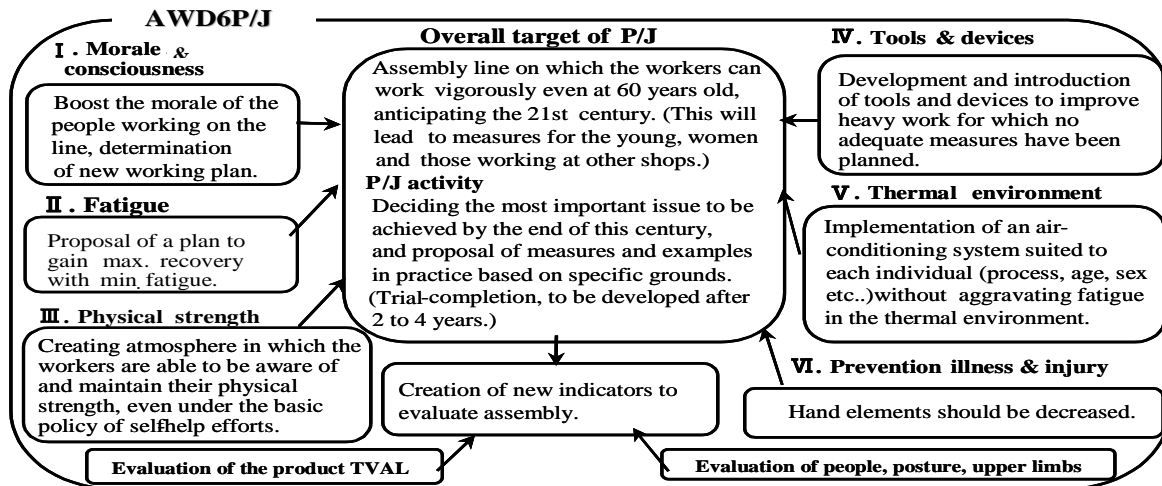 AWD6P/J
Ⅰ. Morale &
consciousness
Boost the morale of the
people working on the
line, determination
of new working plan.
Ⅱ. Fatigue
Proposal of a plan to
gain max. recovery
with min. fatigue.
Ⅲ. Physical strength
Creating atmosphere in which the
workers are able to be aware of
and maintain their physical
strength, even under the basic
policy of selfhelp efforts.
Overall target of P/J
Assembly line on which the workers can
work vigorously even at 60 years old,
anticipating the 21st century. (This will
lead to measures for the young, women
and those working at other shops.)
P/J activity
Deciding the most important issue to be
achieved by the end of this century,
and proposal of measures and examples
in practice based on specific grounds.
(Trial-completion, to be developed after
2 to 4 years.)
Creation of new indicators to
evaluate assembly.
Ⅳ. Tools & devices
Development and introduction
of tools and devices to improve
heavy work for which no
adequate measures have been
planned.
Ⅴ. Thermal environment
Implementation of an air-
conditioning system suited to
each individual (process, age, sex
etc..)without aggravating fatigue
in the thermal environment.
Ⅵ. Prevention illness & injury
Hand elements should be decreased.
Evaluation of the product TVAL
Evaluation of people, posture, upper limbs